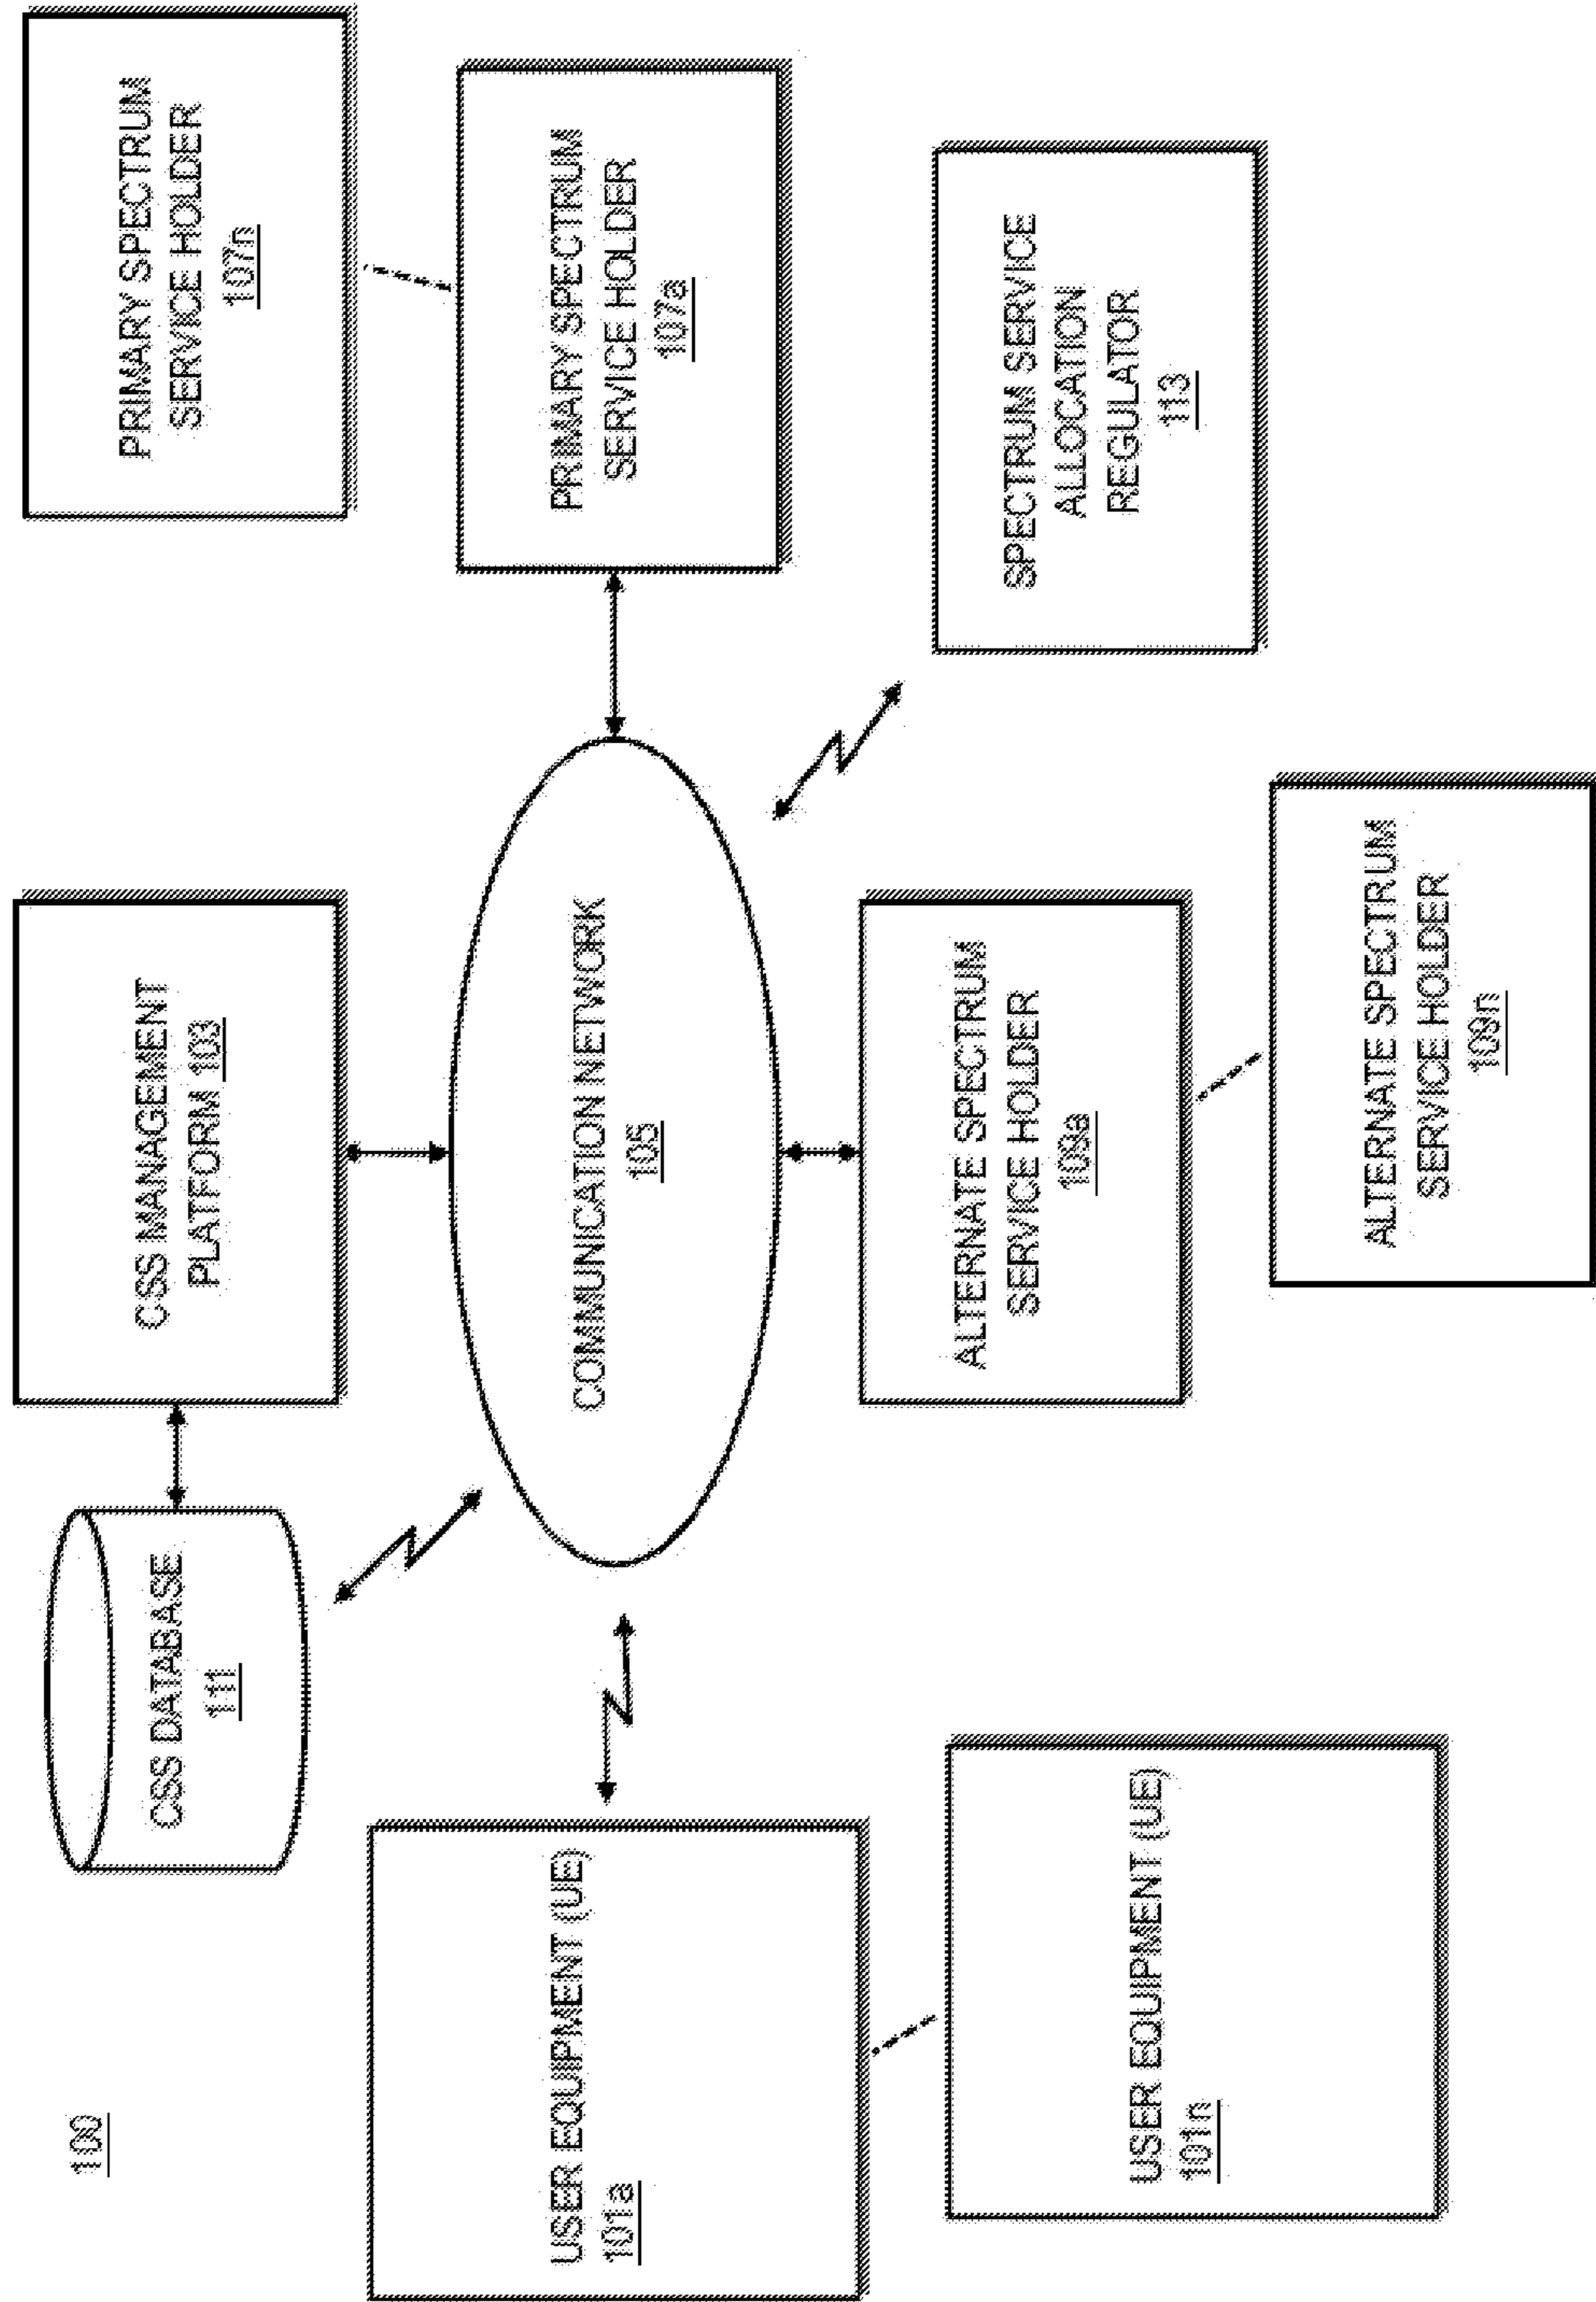 100
CSS DATABASE
111
CSS MANAGEMENT
PLATFORM 103
PRIMARY SPECTRUM
SERVICE HOLDER
107n
USER EQUIPMENT (UE)
101a
COMMUNICATION NETWORK
105
PRIMARY SPECTRUM
SERVICE HOLDER
107a
USER EQUIPMENT (UE)
101n
ALTERNATE SPECTRUM
SERVICE HOLDER
109a
SPECTRUM SERVICE
ALLOCATION
REGULATOR
113
ALTERNATE SPECTRUM
SERVICE HOLDER
109n